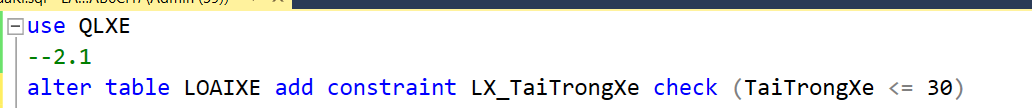 use QLXE
--2.1
alter table LOAIXE add constraint LX_TaiTrongXe check (TaiTrongXe <= 30)